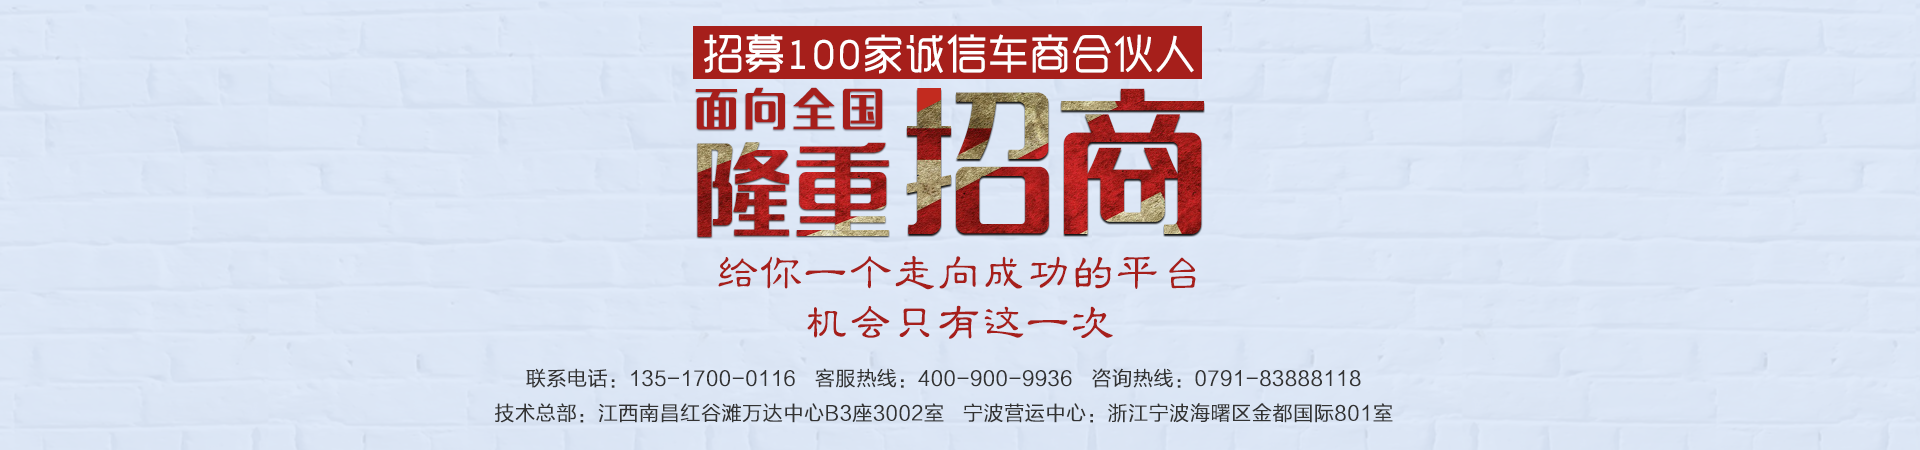 招募100家诚信车商合伙人
面向全国
隆重招商
给你一个走向成功的平台
机会只有这一次
联系电话：135-1700-0116 客服热线：400-900-9936 咨询热线：0791-83888118
技术总部：江西南昌红谷滩万达中心B3座3002室 宁波营运中心：浙江宁波海曙区金都国际801室